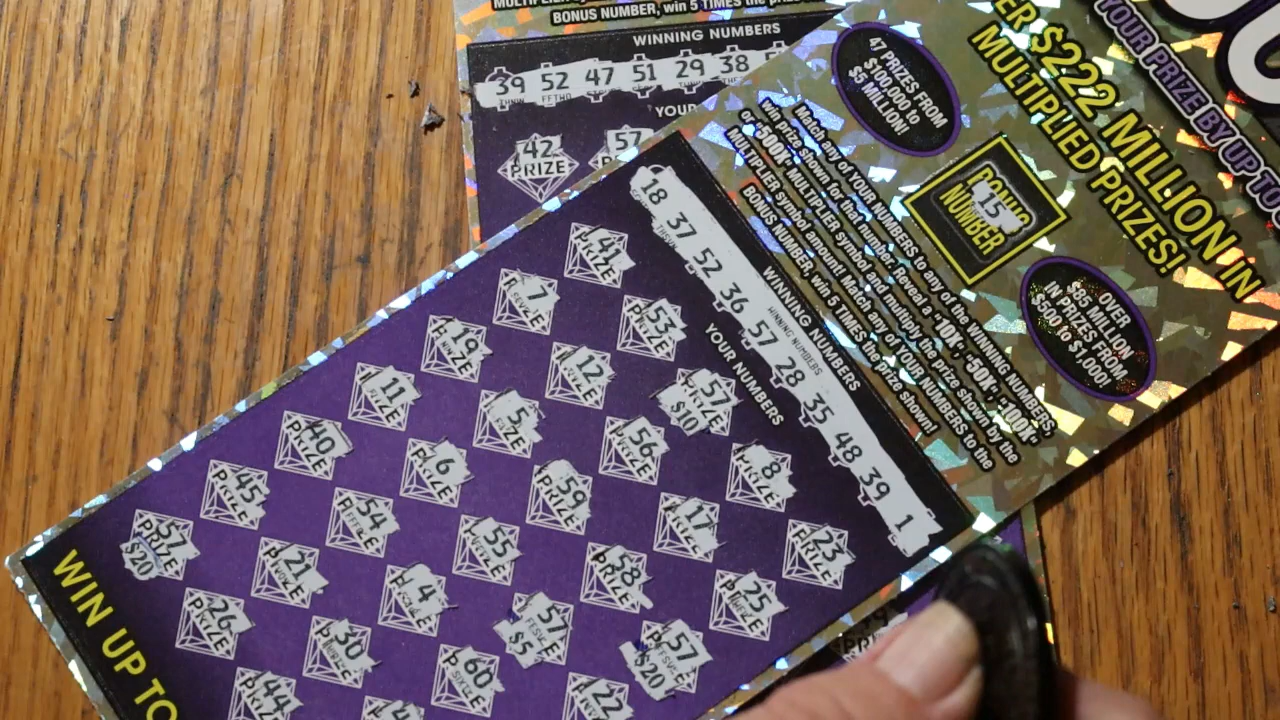 BONUS NUMBER, win 5 TIMES the
WINNING NUMBERS
39 52 47 51 29 38
YOUR
42 57
PRIZE
ER $222 MILLION IN
MULTIPLIED PRIZES!
YOUR PRIZE BY UP TO
47 PRIZES FROM
$100,000 to
$5 MILLION!
BONUS
15
NUMBER
OVER
$85 MILLION
IN PRIZES FROM
$500 to $1,000!
Match any of YOUR NUMBERS to any of the WINNING NUMBERS,
win prize shown for that number. Reveal a "10X", "50X", "100X"
or "500X" MULTIPLIER symbol and multiply the prize shown by the
MULTIPLIER symbol amount! Match any of YOUR NUMBERS to the
BONUS NUMBER, win 5 TIMES the prize shown!
WINNING NUMBERS
18 37 52 36 57 28 35 48 39 1
WINNING NUMBERS
YOUR NUMBERS
41 53 57 8 23
PRIZE
$10
7 12 56 17 25
SEVEN
19 5 59 58 57
PRIZE
$20
11 6 55 57 22
$5
40 54 4 60
45 21 30
57 26 44
PRIZE
$20
WIN UP TO